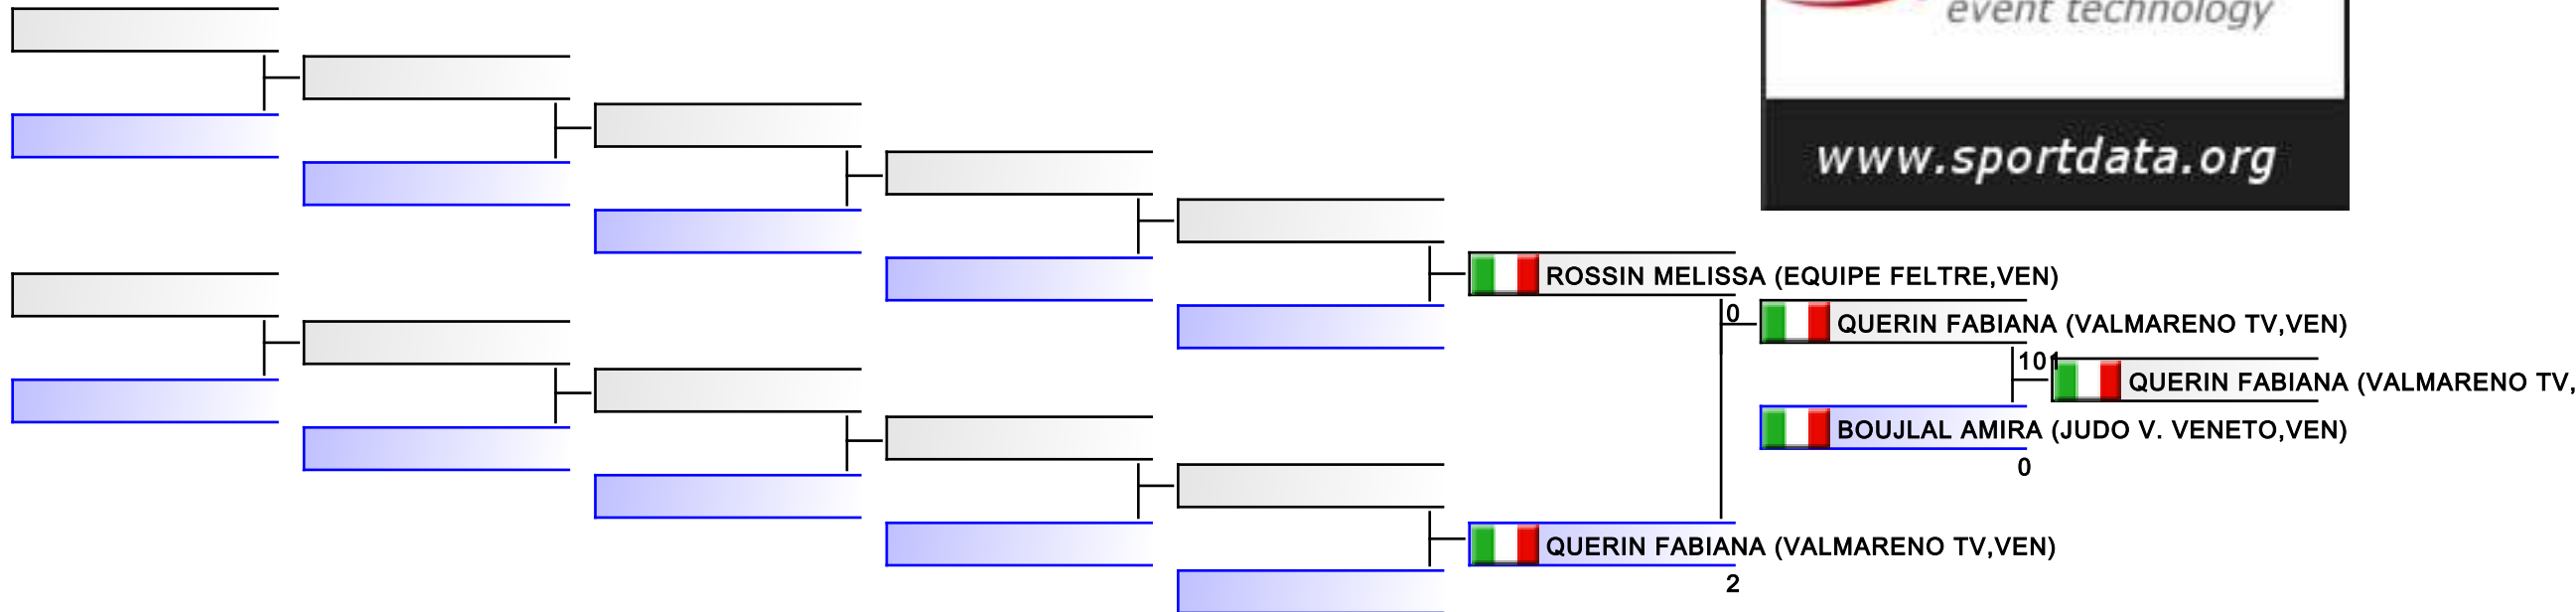 event technology
www.sportdata.org
ROSSIN MELISSA (EQUIPE FELTRE,VEN)
0
QUERIN FABIANA (VALMARENO TV,VEN)
101
QUERIN FABIANA (VALMARENO TV,
BOUJLAL AMIRA (JUDO V. VENETO,VEN)
0
QUERIN FABIANA (VALMARENO TV,VEN)
2